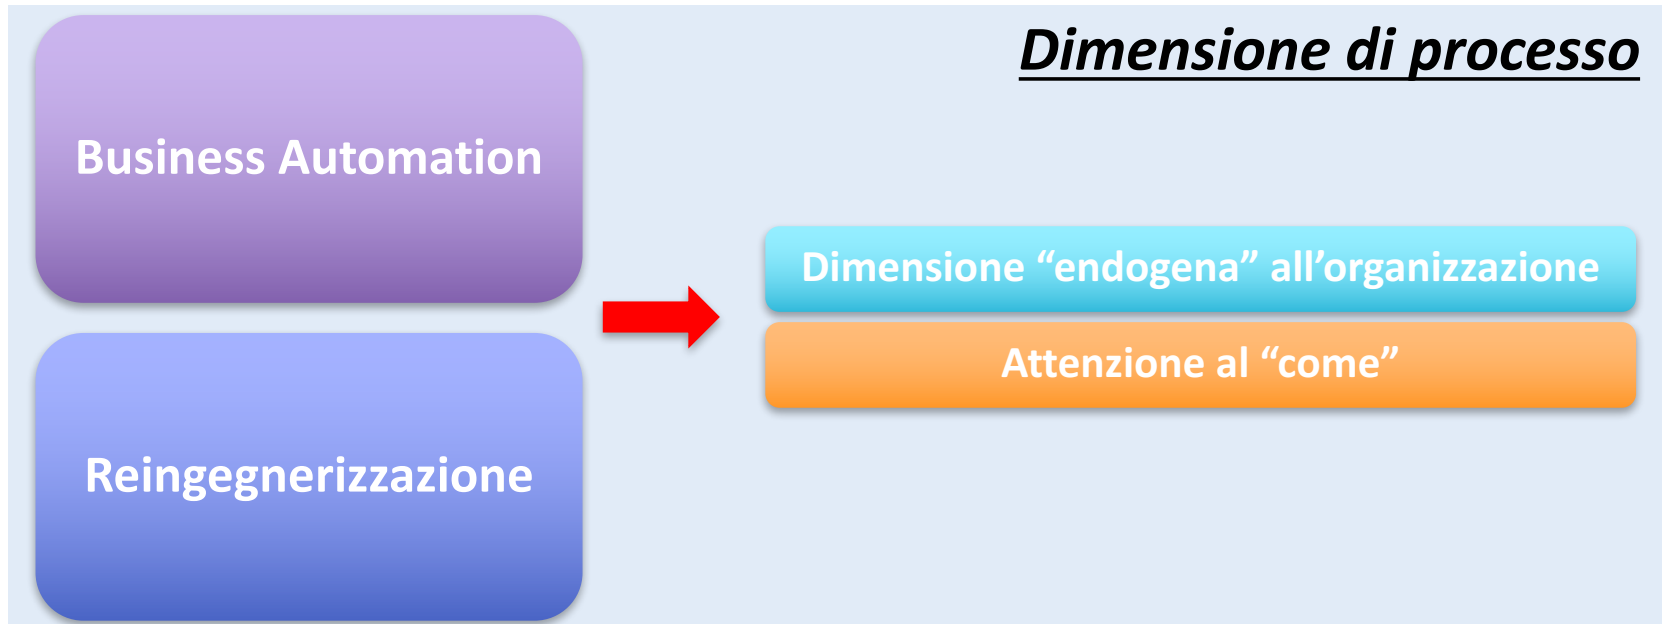 Dimensione di processo
Business Automation
Reingegnerizzazione
Dimensione “endogena” all’organizzazione
Attenzione al “come”